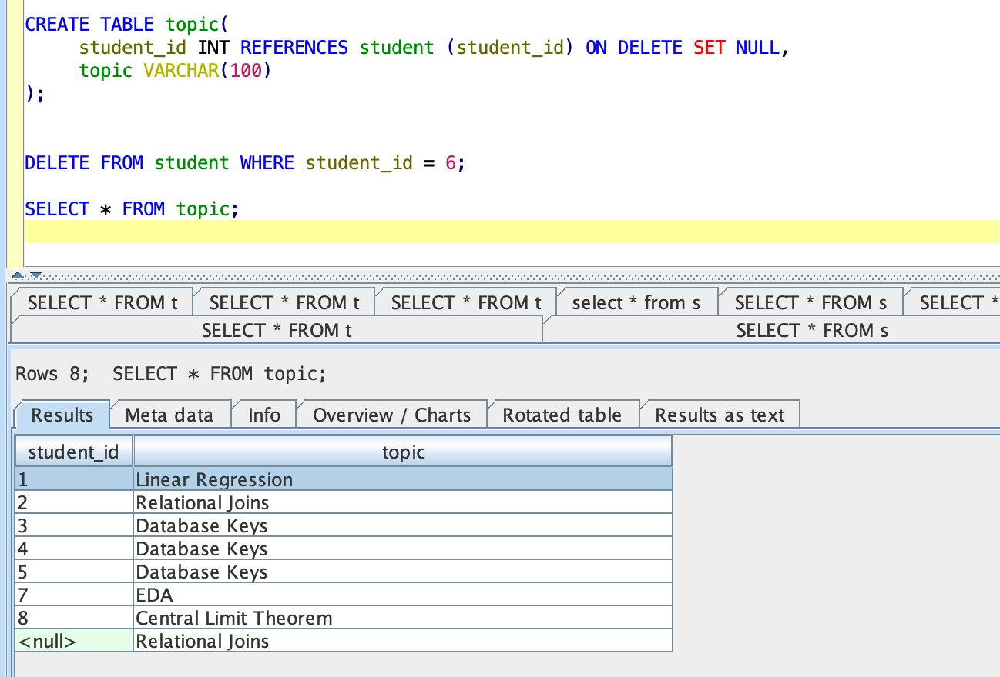 CREATE TABLE topic(
student_id INT REFERENCES student (student_id) ON DELETE SET NULL,
topic VARCHAR(100)
);
DELETE FROM student WHERE student_id = 6;
SELECT * FROM topic;
SELECT * FROM t SELECT * FROM t SELECT * FROM t select * from s SELECT * FROM s SELECT *
SELECT * FROM t SELECT * FROM s
Rows 8; SELECT * FROM topic;
Results Meta data Info Overview / Charts Rotated table Results as text
student_id topic
1 Linear Regression
2 Relational Joins
3 Database Keys
4 Database Keys
5 Database Keys
7 EDA
8 Central Limit Theorem
<null> Relational Joins